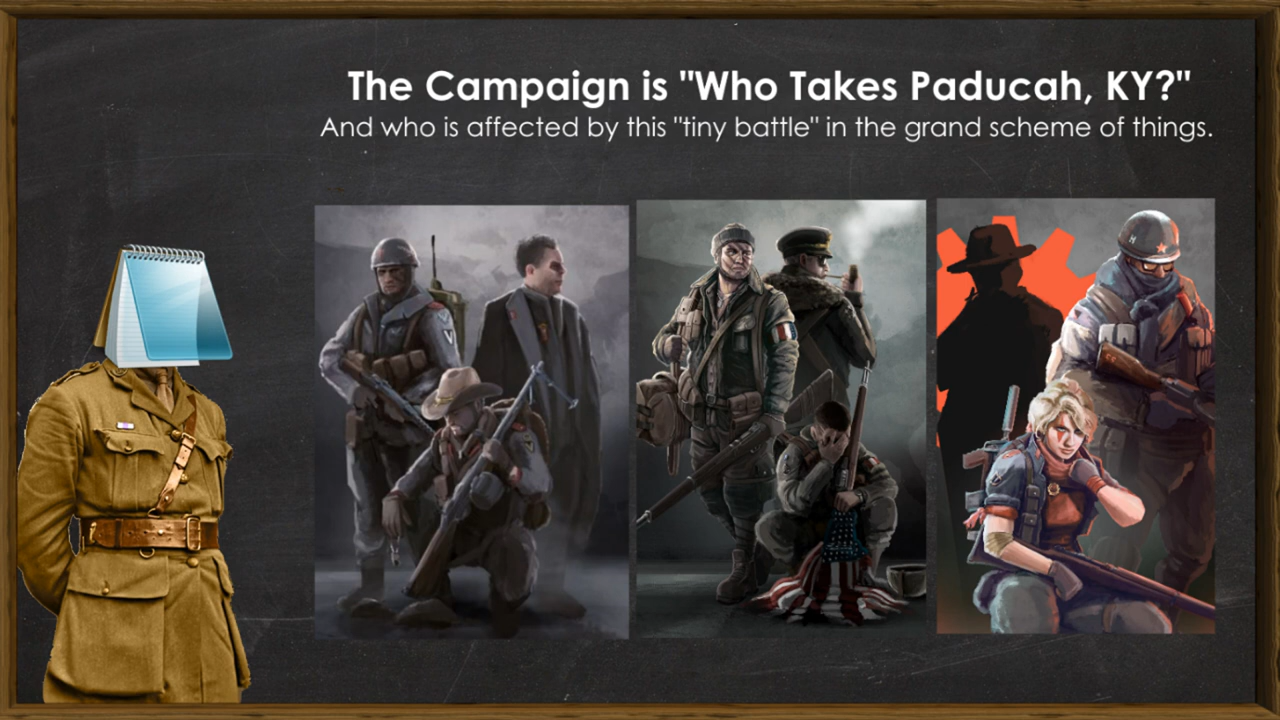 The Campaign is "Who Takes Paducah, KY?"
And who is affected by this "tiny battle" in the grand scheme of things.